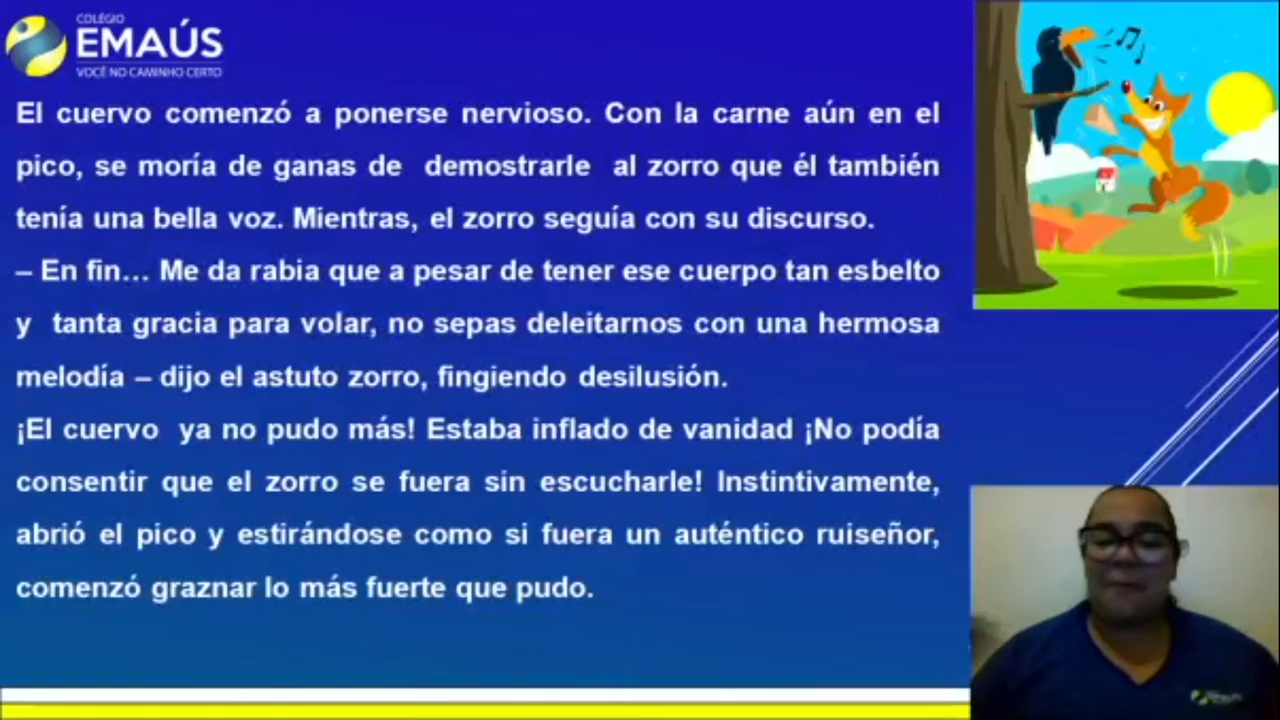 COLÉGIO
EMAÚS
VOCÊ NO CAMINHO CERTO
El cuervo comenzó a ponerse nervioso. Con la carne aún en el
pico, se moría de ganas de demostrarle al zorro que él también
tenía una bella voz. Mientras, el zorro seguía con su discurso.
– En fin… Me da rabia que a pesar de tener ese cuerpo tan esbelto
y tanta gracia para volar, no sepas deleitarnos con una hermosa
melodía – dijo el astuto zorro, fingiendo desilusión.
¡El cuervo ya no pudo más! Estaba inflado de vanidad ¡No podía
consentir que el zorro se fuera sin escucharle! Instintivamente,
abrió el pico y estirándose como si fuera un auténtico ruiseñor,
comenzó graznar lo más fuerte que pudo.